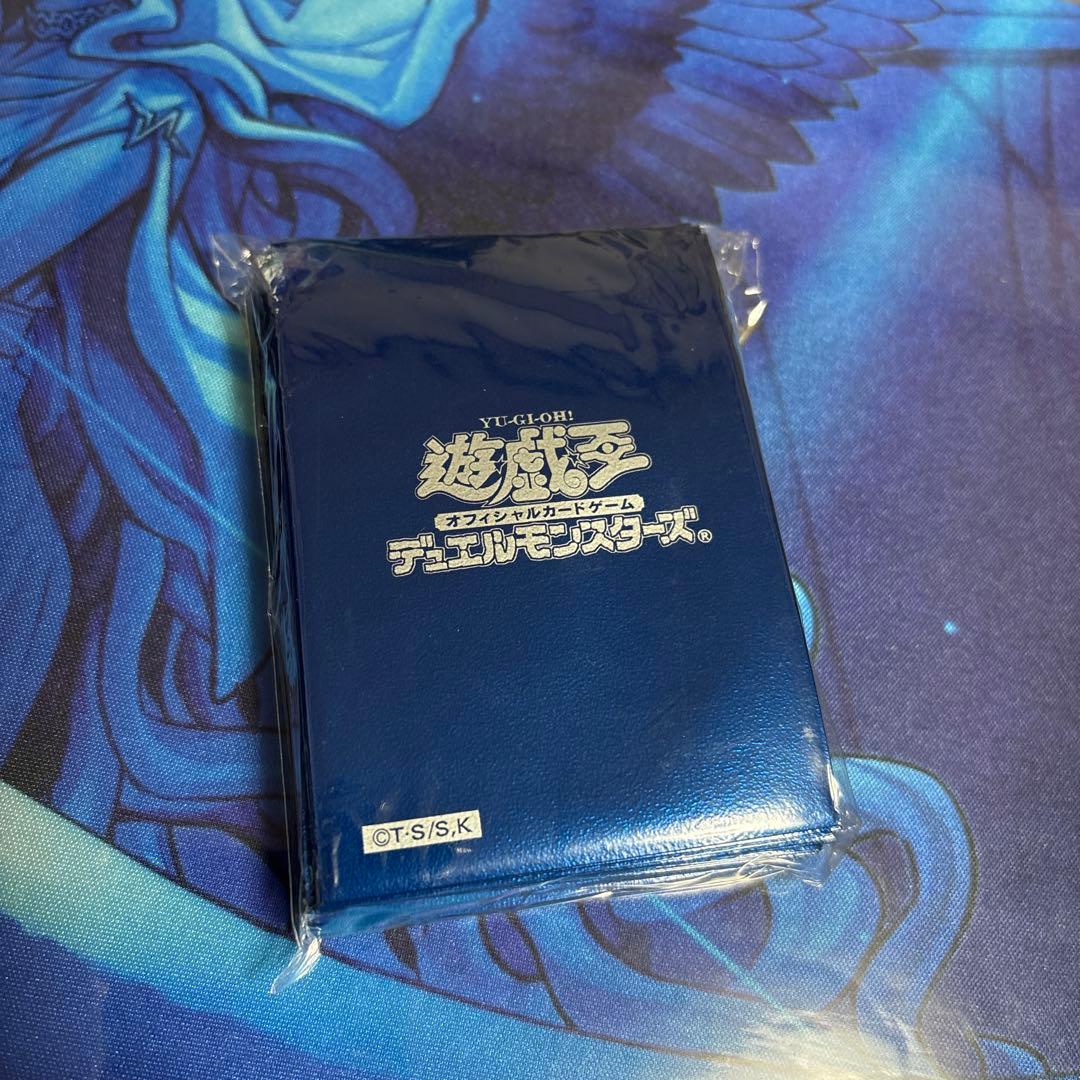 YU-GI-OH!
遊戯王
オフィシャルカードゲーム
デュエルモンスターズ®
©T·S/S,K